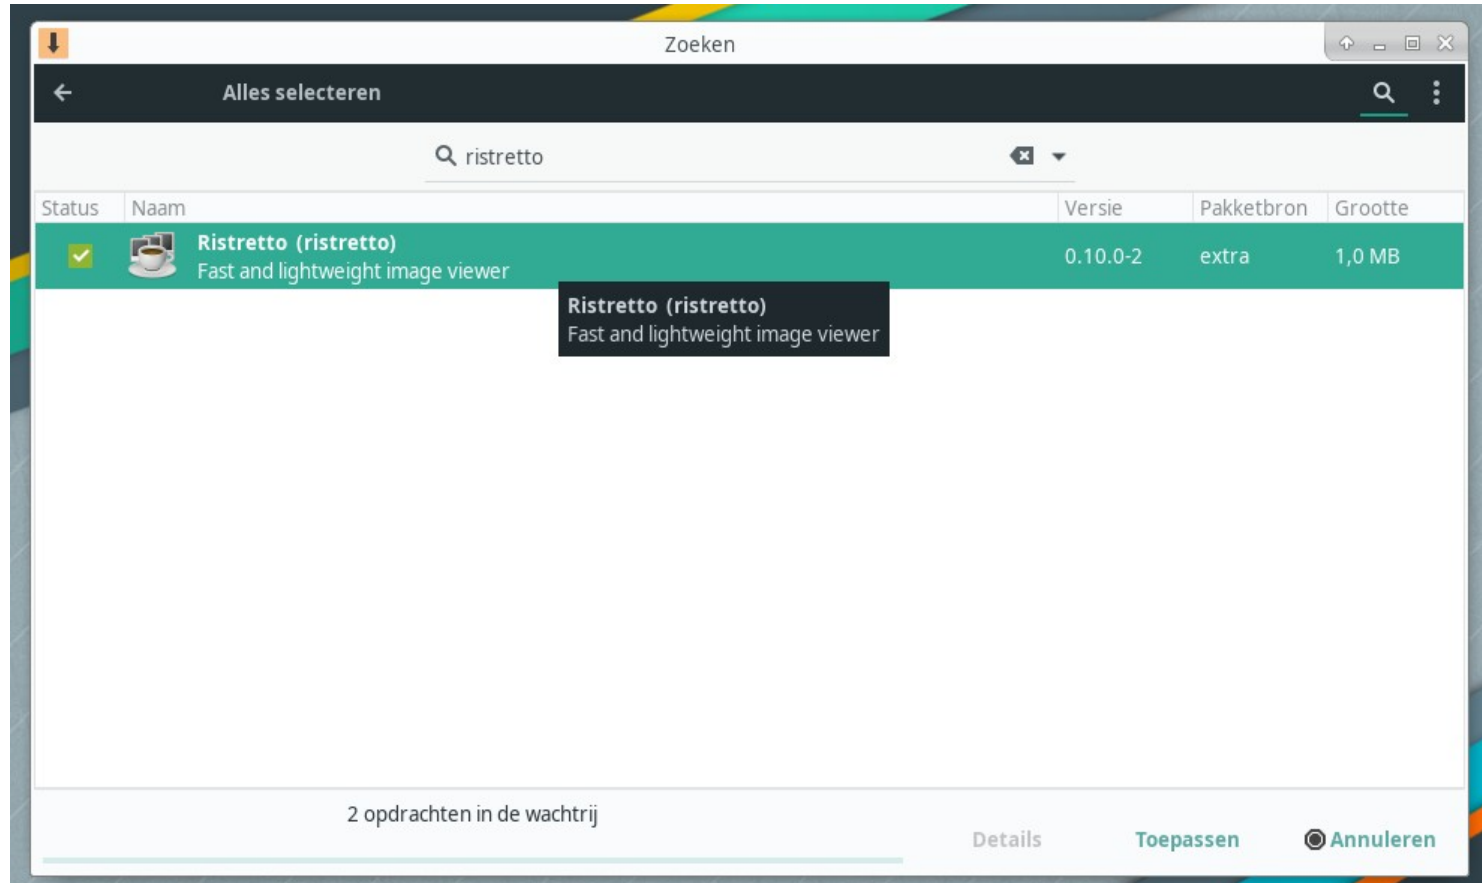 Zoeken
Alles selecteren
ristretto
Status Naam Versie Pakketbron Grootte
Ristretto (ristretto)
Fast and lightweight image viewer
0.10.0-2 extra 1,0 MB
Ristretto (ristretto)
Fast and lightweight image viewer
2 opdrachten in de wachtrij
Details Toepassen Annuleren